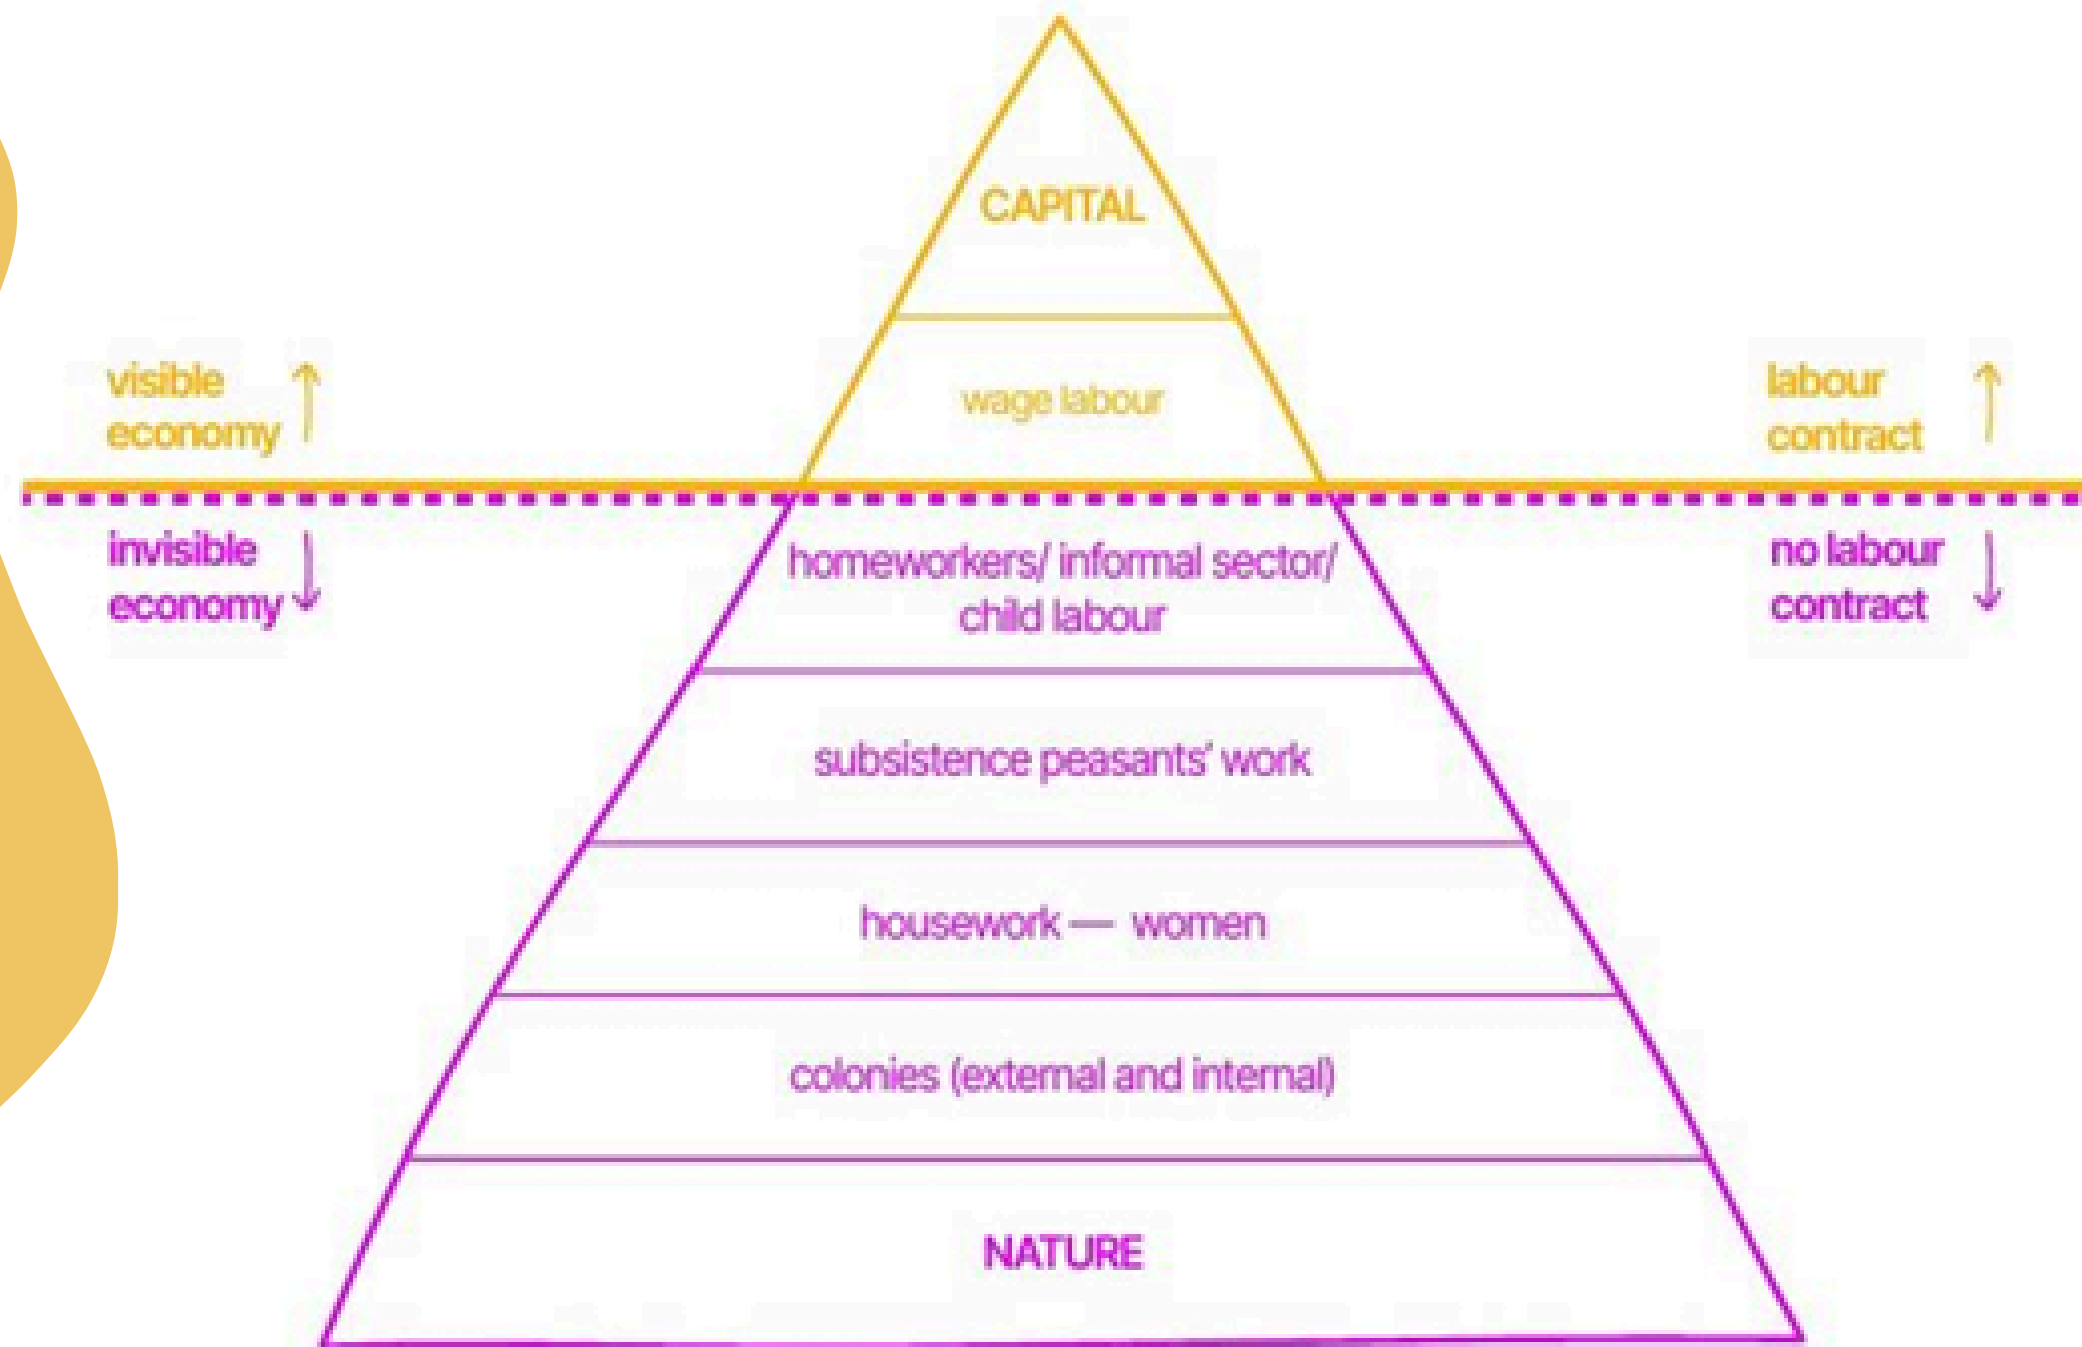 CAPITAL
wage labour
visible
economy
labour
contract
invisible
economy
no labour
contract
homeworkers/ informal sector/
child labour
subsistence peasants’ work
housework — women
colonies (external and internal)
NATURE